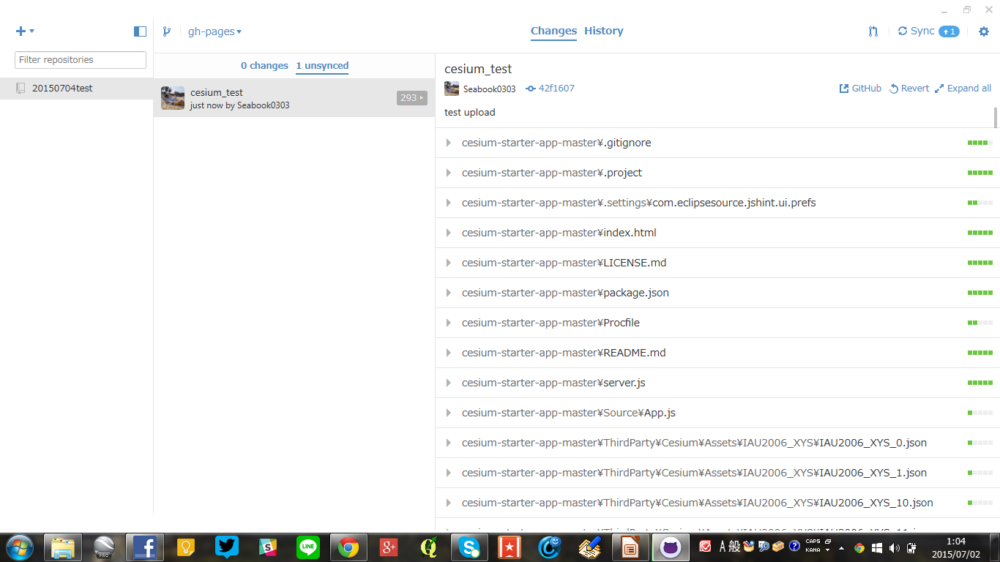 gh-pages
Changes
History
Sync
1
Filter repositories
20150704test
0 changes
1 unsynced
cesium_test
just now by Seabook0303
293
cesium_test
Seabook0303
42f1607
GitHub
Revert
Expand all
test upload
cesium-starter-app-master¥.gitignore
cesium-starter-app-master¥.project
cesium-starter-app-master¥.settings¥com.eclipsesource.jshint.ui.prefs
cesium-starter-app-master¥index.html
cesium-starter-app-master¥LICENSE.md
cesium-starter-app-master¥package.json
cesium-starter-app-master¥Procfile
cesium-starter-app-master¥README.md
cesium-starter-app-master¥server.js
cesium-starter-app-master¥Source¥App.js
cesium-starter-app-master¥ThirdParty¥Cesium¥Assets¥IAU2006_XYS¥IAU2006_XYS_0.json
cesium-starter-app-master¥ThirdParty¥Cesium¥Assets¥IAU2006_XYS¥IAU2006_XYS_1.json
cesium-starter-app-master¥ThirdParty¥Cesium¥Assets¥IAU2006_XYS¥IAU2006_XYS_10.json
PRO
LINE
A 般
CAPS
KANA
1:04
2015/07/02